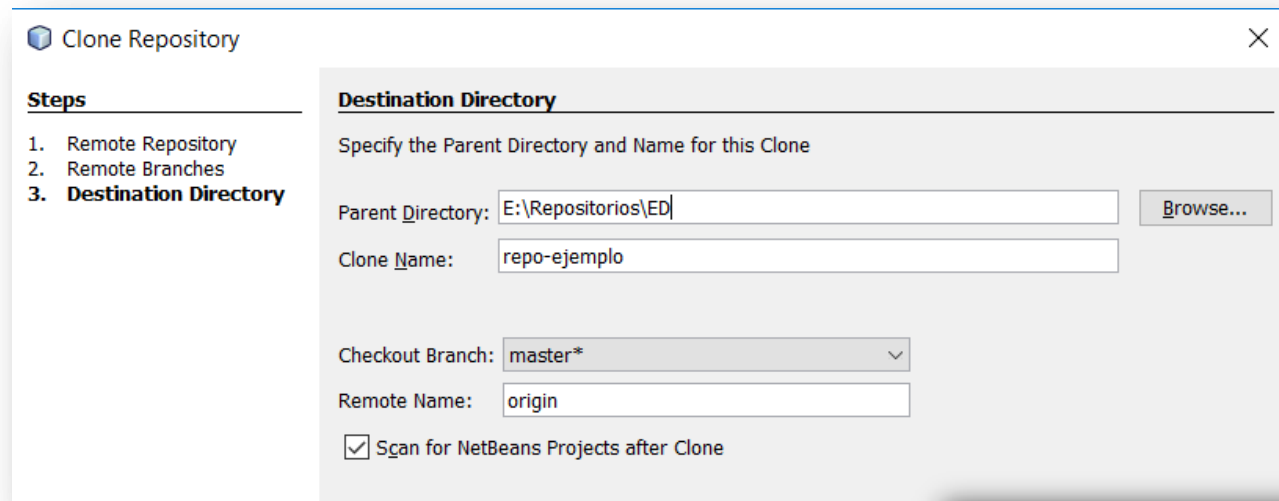 Clone Repository
Steps
1. Remote Repository
2. Remote Branches
3. Destination Directory
Destination Directory
Specify the Parent Directory and Name for this Clone
Parent Directory: E:\Repositorios\ED Browse...
Clone Name: repo-ejemplo
Checkout Branch: master*
Remote Name: origin
Scan for NetBeans Projects after Clone